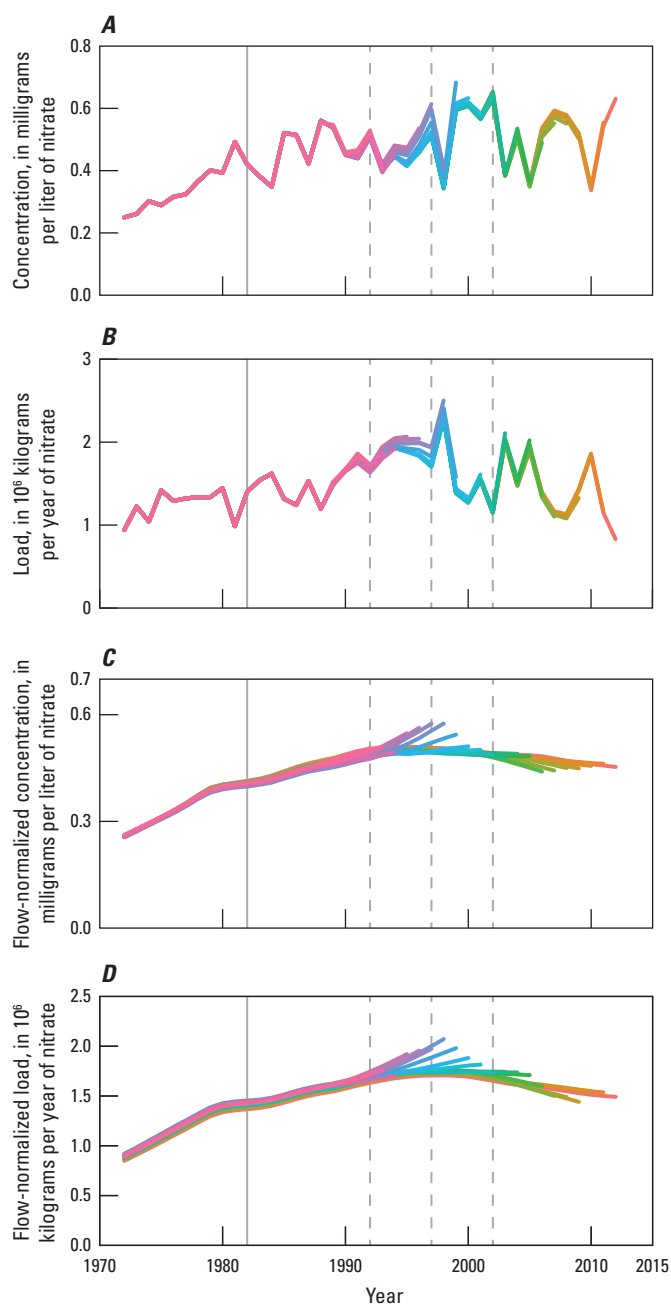 A
0.8
0.6
0.4
0.2
0.0
Concentration, in milligrams
per liter of nitrate
B
3
2
1
0
Load, in 10⁶ kilograms
per year of nitrate
C
0.7
0.6
0.3
0.0
Flow-normalized concentration, in
milligrams per liter of nitrate
D
2.5
2.0
1.5
1.0
0.5
0.0
Flow-normalized load, in 10⁶
kilograms per year of nitrate
1970 1980 1990 2000 2010 2015
Year